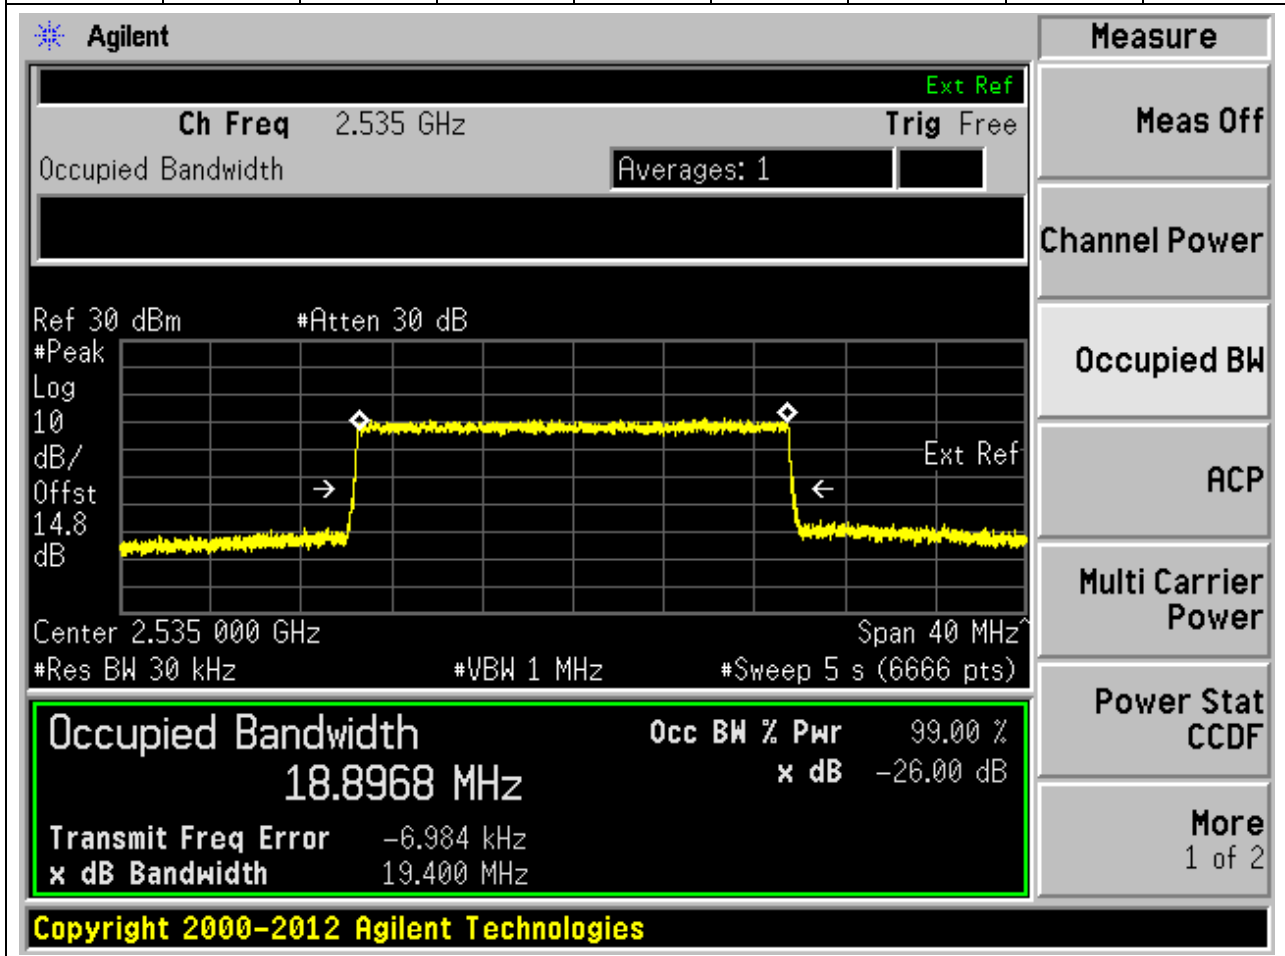 Agilent
Measure
Ext Ref
Ch Freq 2.535 GHz Trig Free
Occupied Bandwidth Averages: 1
Ref 30 dBm #Atten 30 dB
#Peak
Log
10
dB/
Offst
14.8
dB
Ext Ref
Center 2.535 000 GHz Span 40 MHz^
#Res BW 30 kHz #VBW 1 MHz #Sweep 5 s (6666 pts)
Occupied Bandwidth
18.8968 MHz
Occ BW % Pwr 99.00 %
x dB -26.00 dB
Transmit Freq Error -6.984 kHz
x dB Bandwidth 19.400 MHz
Copyright 2000-2012 Agilent Technologies
Meas Off
Channel Power
Occupied BW
ACP
Multi Carrier
Power
Power Stat
CCDF
More
1 of 2